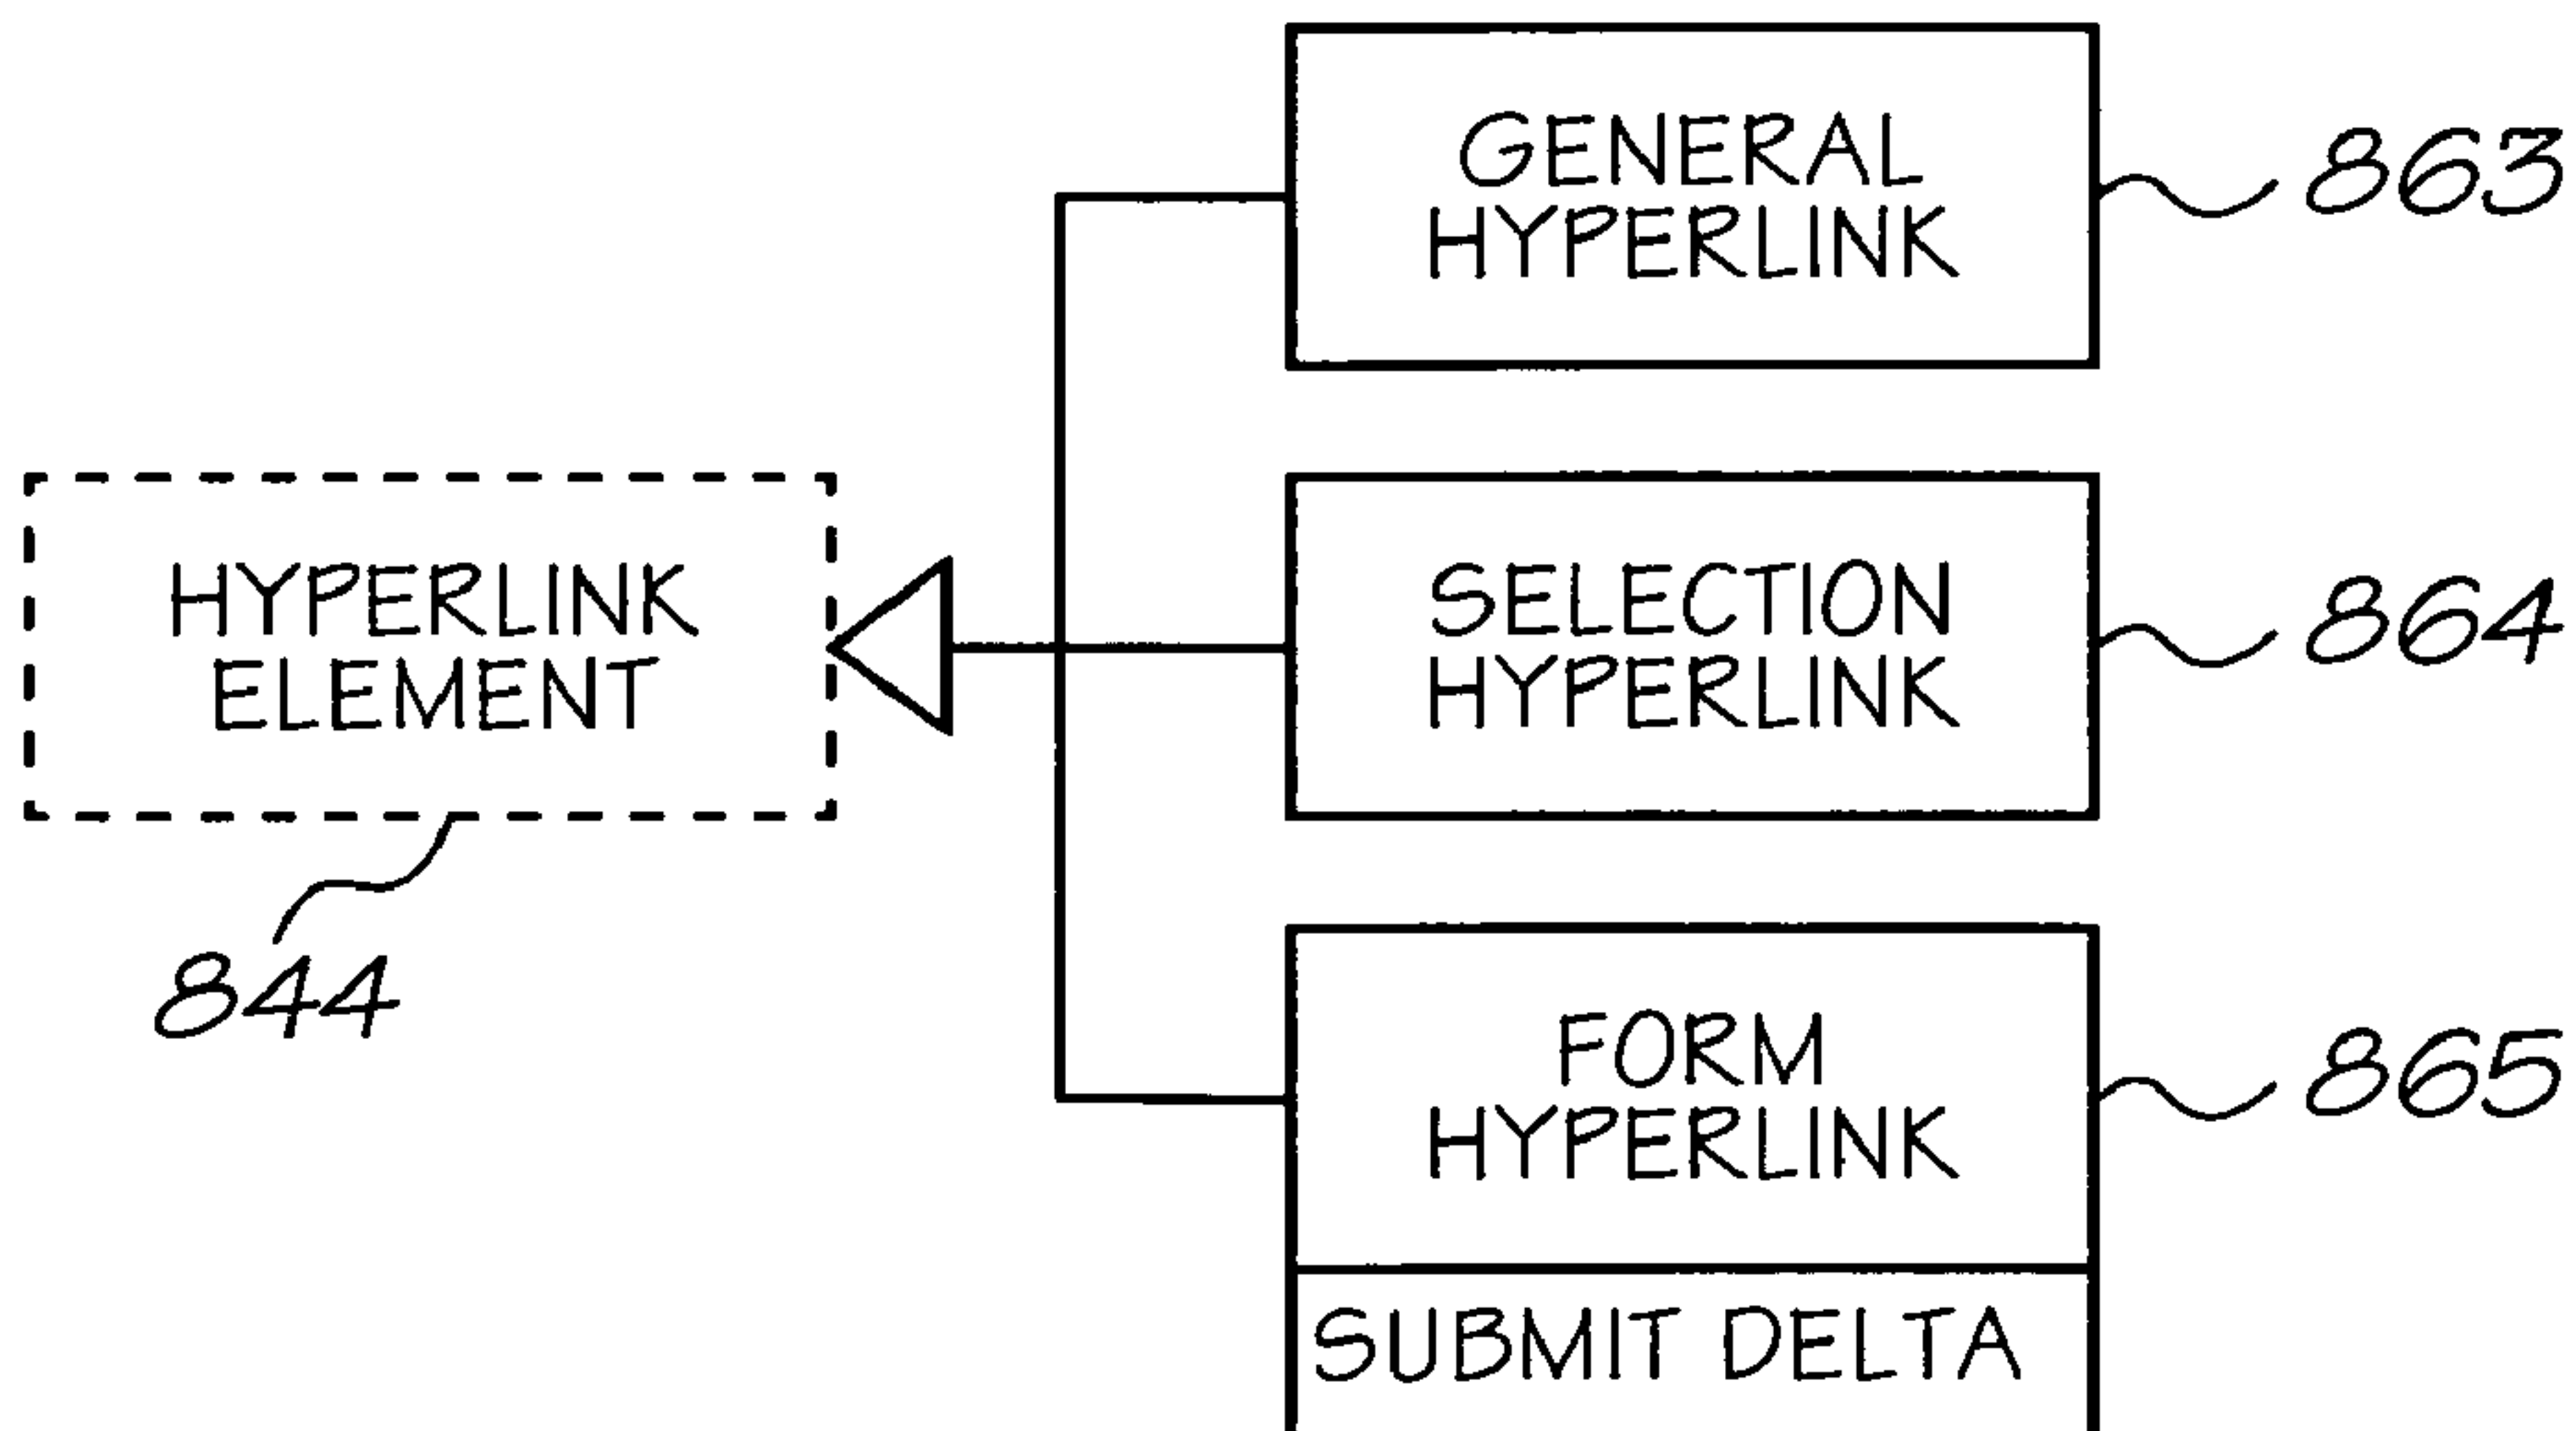 GENERAL
HYPERLINK
863
HYPERLINK
ELEMENT
844
SELECTION
HYPERLINK
864
FORM
HYPERLINK
865
SUBMIT DELTA